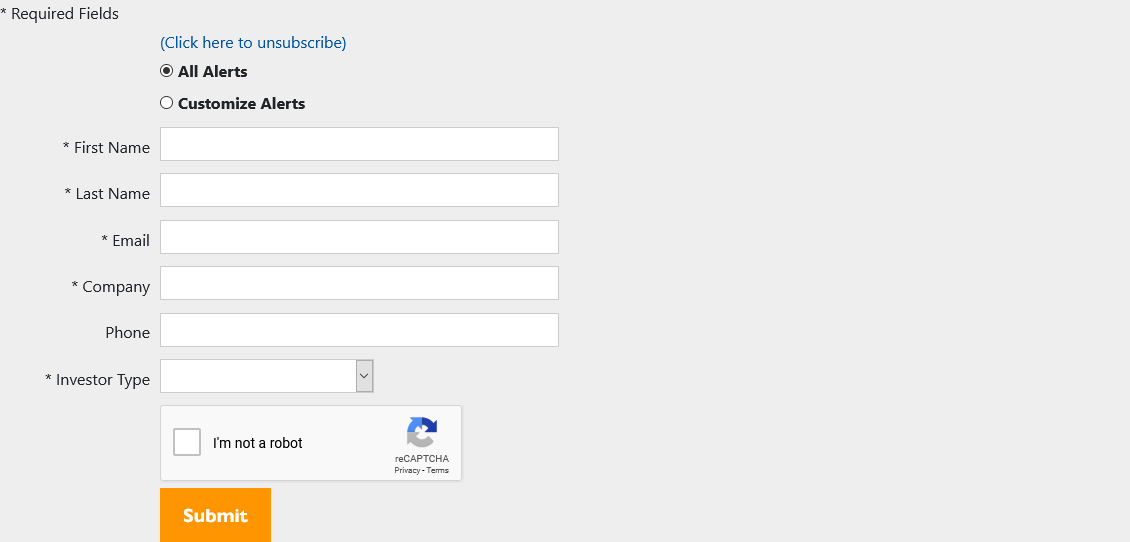 * Required Fields
(Click here to unsubscribe)
All Alerts
Customize Alerts
* First Name
* Last Name
* Email
* Company
Phone
* Investor Type
I'm not a robot
reCAPTCHA
Privacy - Terms
Submit